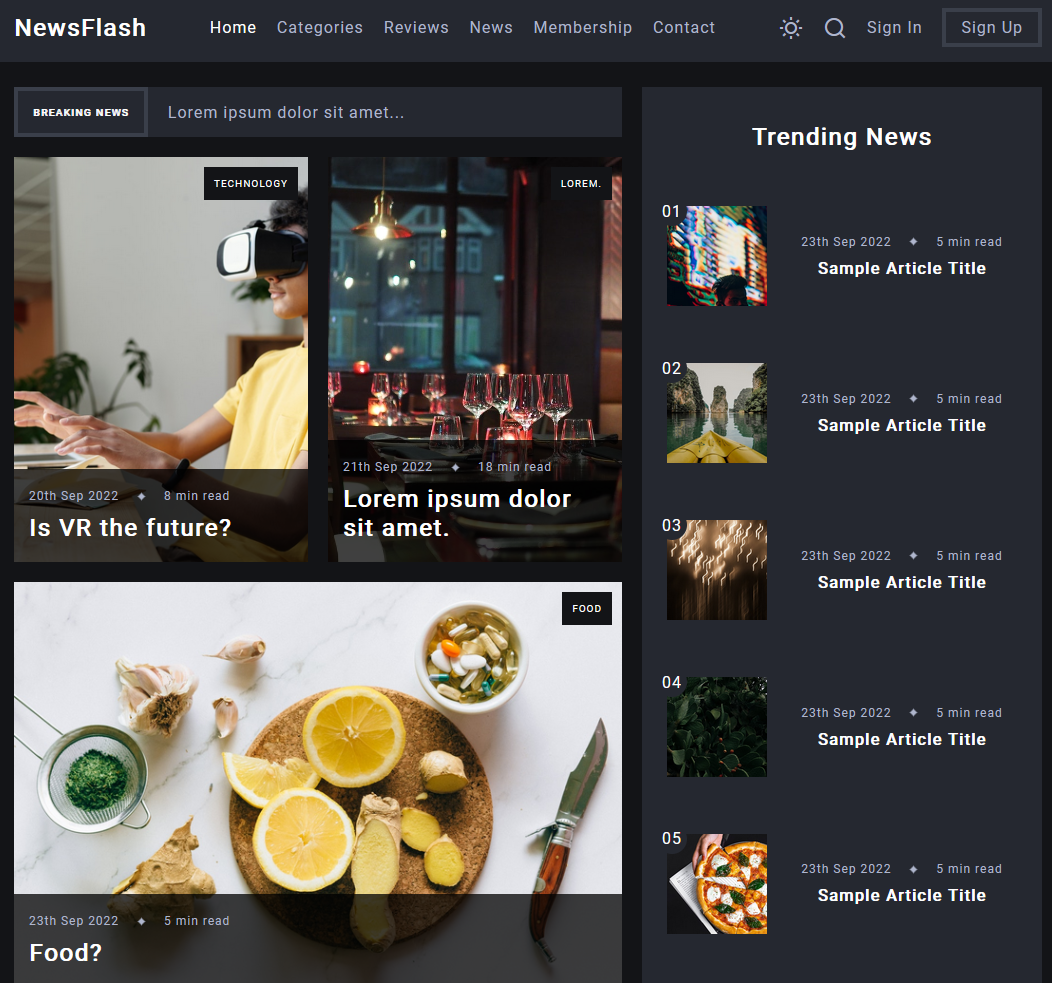 NewsFlash
Home Categories Reviews News Membership Contact
Sign In
Sign Up
BREAKING NEWS
Lorem ipsum dolor sit amet...
TECHNOLOGY
20th Sep 2022 ✦ 8 min read
Is VR the future?
LOREM.
21th Sep 2022 ✦ 18 min read
Lorem ipsum dolor
sit amet.
FOOD
23th Sep 2022 ✦ 5 min read
Food?
Trending News
01
23th Sep 2022 ✦ 5 min read
Sample Article Title
02
23th Sep 2022 ✦ 5 min read
Sample Article Title
03
23th Sep 2022 ✦ 5 min read
Sample Article Title
04
23th Sep 2022 ✦ 5 min read
Sample Article Title
05
23th Sep 2022 ✦ 5 min read
Sample Article Title